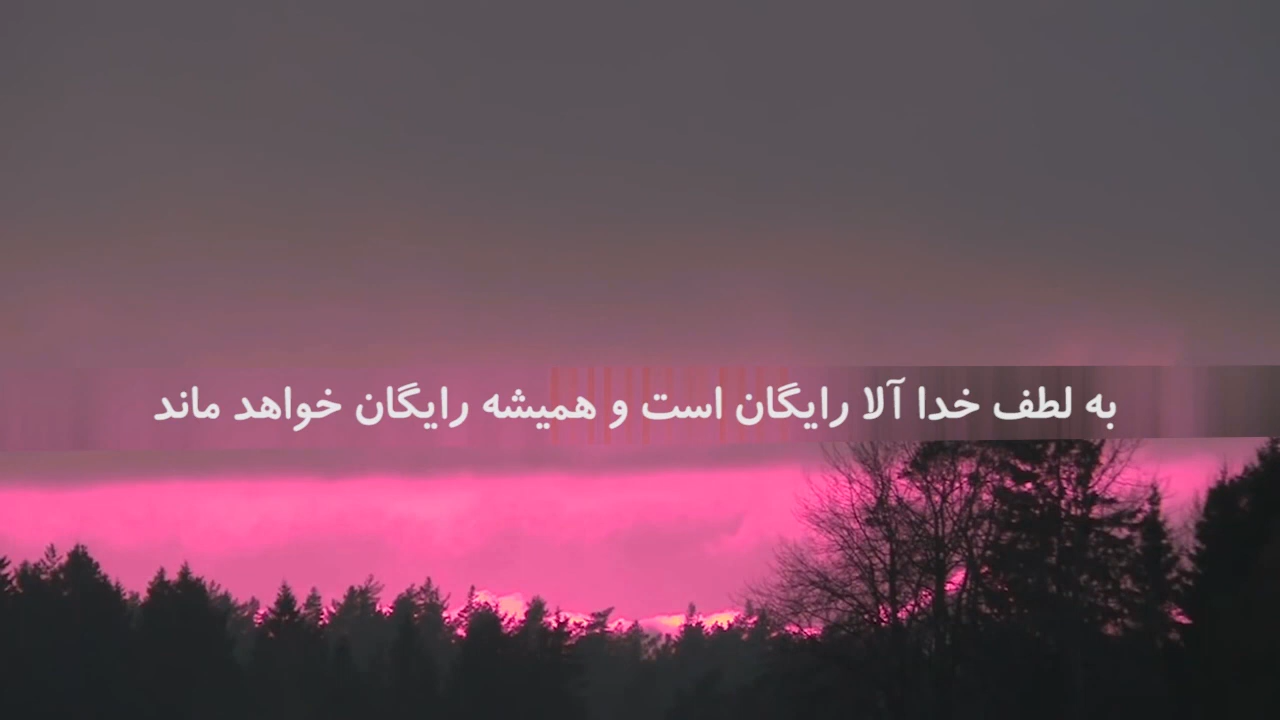 به لطف خدا آلا رایگان است و همیشه رایگان خواهد ماند